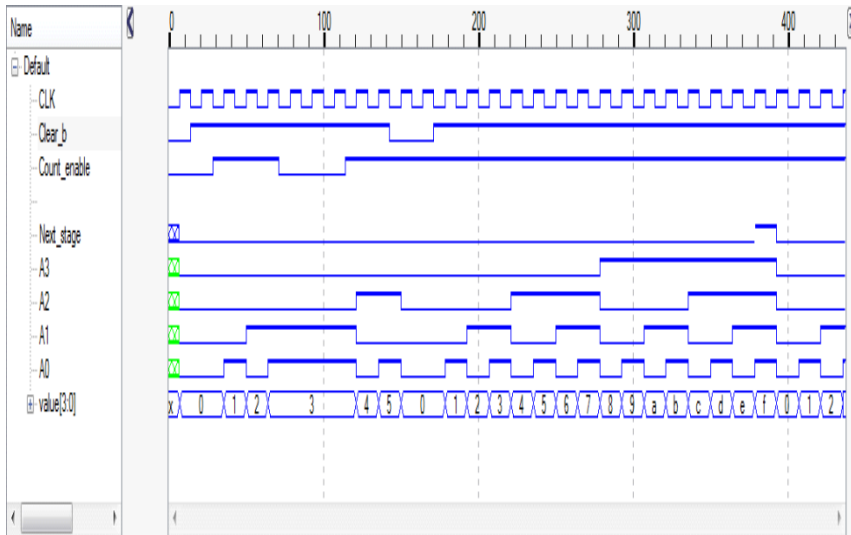 Name
0 100 200 300 400
Default
CLK
Clear_b
Count_enable
Next_stage
A3
A2
A1
A0
value[3:0] x 0 1 2 3 4 5 0 1 2 3 4 5 6 7 8 9 a b c d e f 0 1 2